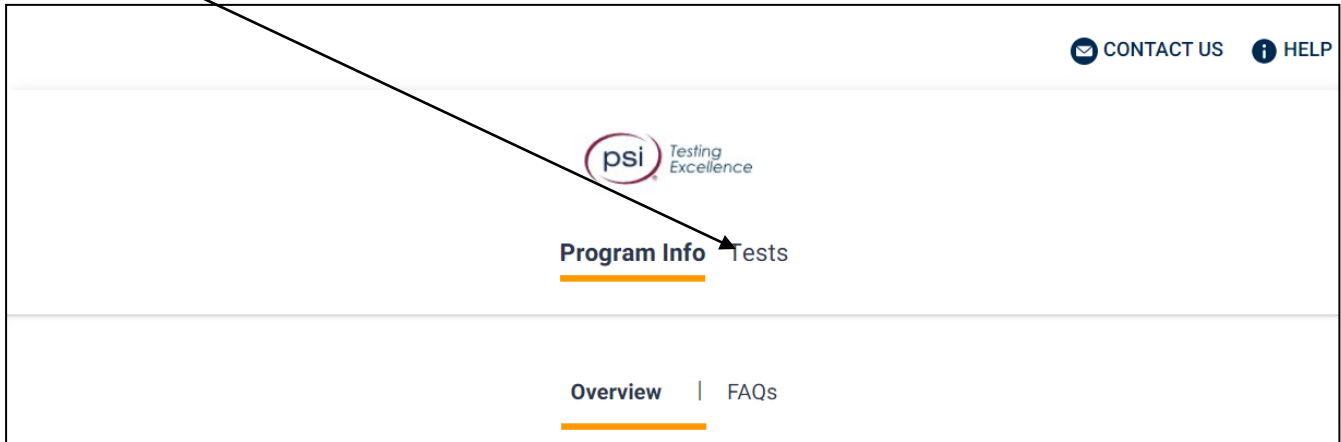 CONTACT US HELP
psi Testing
Excellence
Program Info Tests
Overview | FAQs